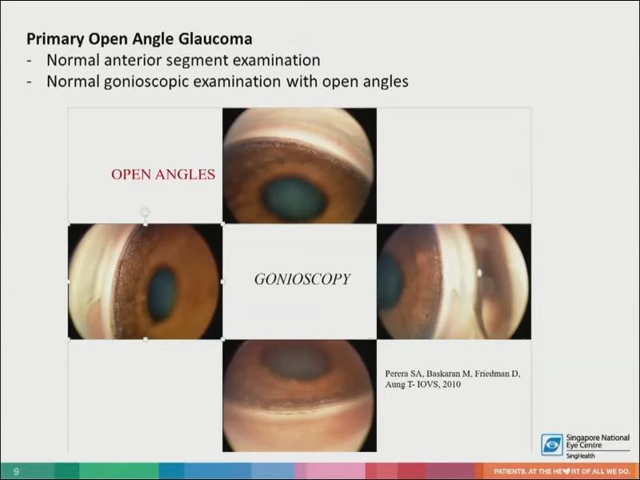 Primary Open Angle Glaucoma
- Normal anterior segment examination
- Normal gonioscopic examination with open angles
OPEN ANGLES
GONIOSCOPY
Perera SA, Baskaran M, Friedman D,
Aung T- IOVS, 2010
Singapore National
Eye Centre
SingHealth
9
PATIENTS. AT THE HE♥RT OF ALL WE DO.